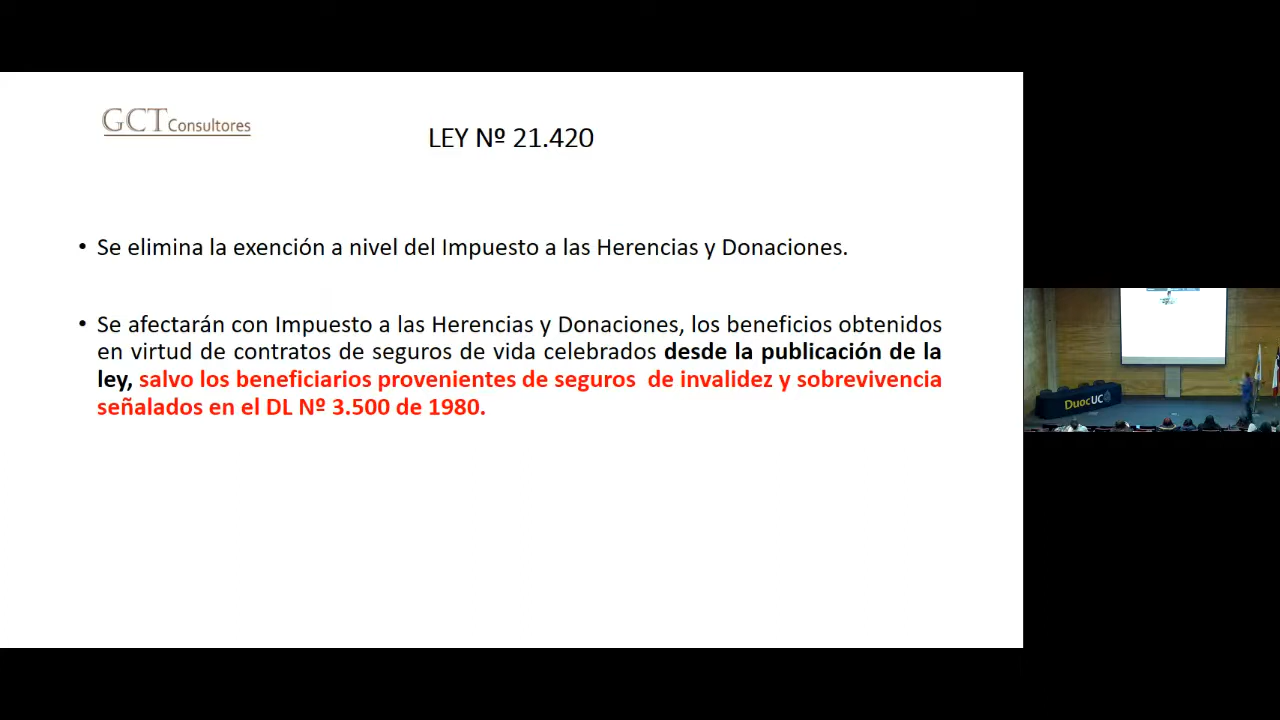 GCT Consultores
LEY Nº 21.420
• Se elimina la exención a nivel del Impuesto a las Herencias y Donaciones.
• Se afectarán con Impuesto a las Herencias y Donaciones, los beneficios obtenidos
en virtud de contratos de seguros de vida celebrados desde la publicación de la
ley, salvo los beneficiarios provenientes de seguros de invalidez y sobrevivencia
señalados en el DL Nº 3.500 de 1980.
DuocUC